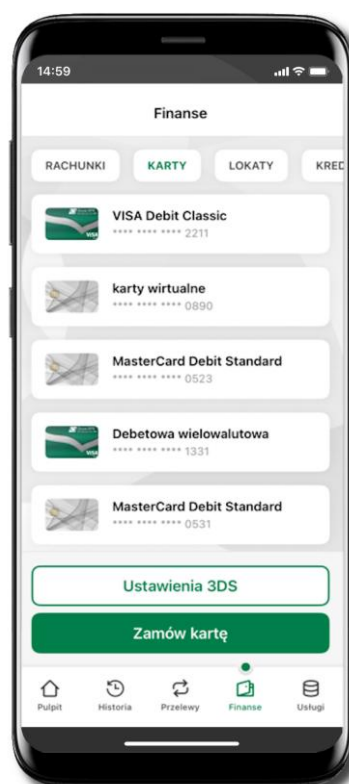 14:59
Finanse
RACHUNKI KARTY LOKATY KRED
VISA Debit Classic
**** **** **** 2211
karty wirtualne
**** **** **** 0890
MasterCard Debit Standard
**** **** **** 0523
Debetowa wielowalutowa
**** **** **** 1331
MasterCard Debit Standard
**** **** **** 0531
Ustawienia 3DS
Zamów kartę
Pulpit Historia Przelewy Finanse Usługi